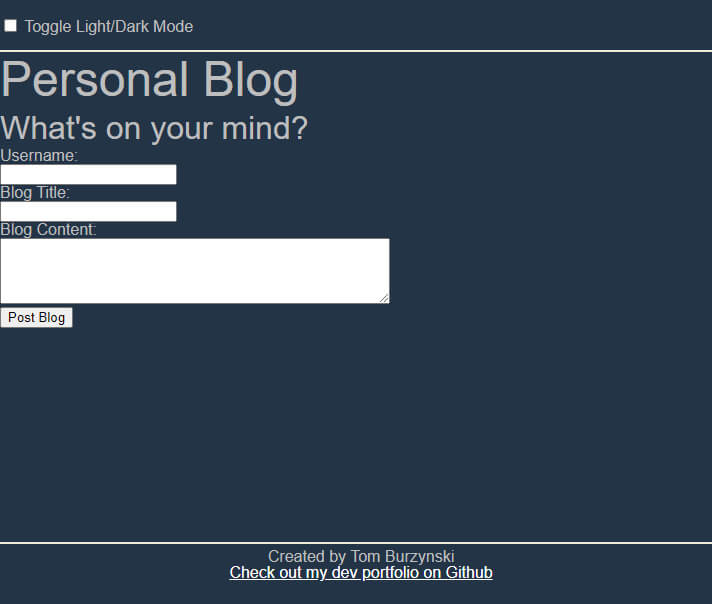 Toggle Light/Dark Mode
Personal Blog
What's on your mind?
Username:
Blog Title:
Blog Content:
Post Blog
Created by Tom Burzynski
Check out my dev portfolio on Github